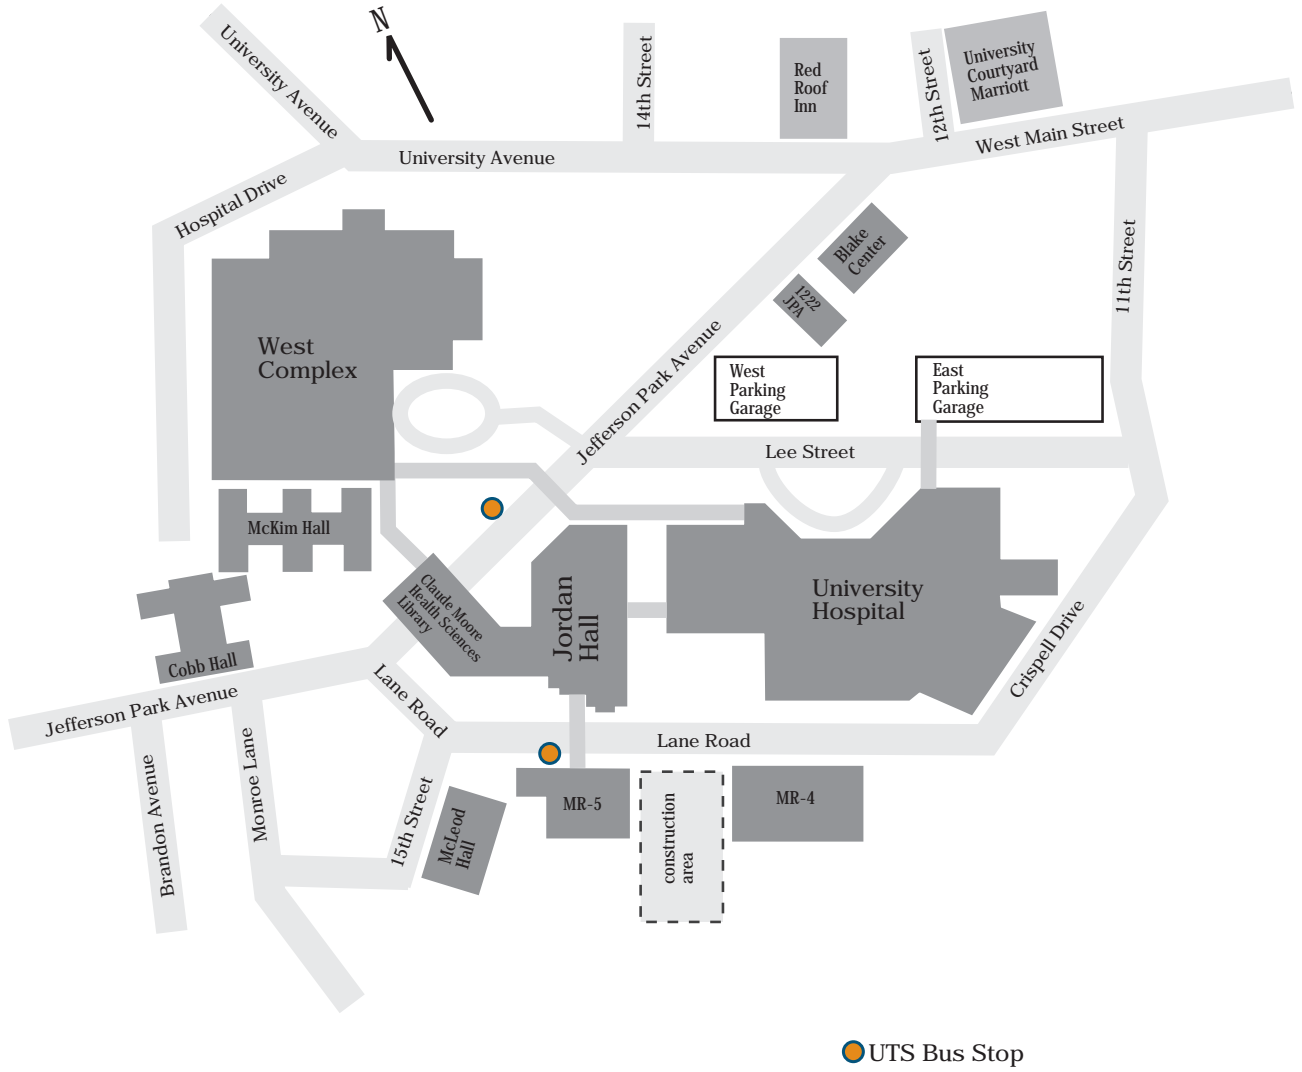 N
University Avenue
14th Street
Red
Roof
Inn
12th Street
University
Courtyard
Marriott
West Main Street
University Avenue
Hospital Drive
Blake
Center
1222
JPA
11th Street
West
Complex
Jefferson Park Avenue
West
Parking
Garage
East
Parking
Garage
Lee Street
McKim Hall
Claude Moore
Health Sciences
Library
Jordan
Hall
University
Hospital
Crispell Drive
Cobb Hall
Jefferson Park Avenue
Lane Road
Lane Road
Brandon Avenue
Monroe Lane
15th Street
McLeod
Hall
MR-5
construction
area
MR-4
UTS Bus Stop